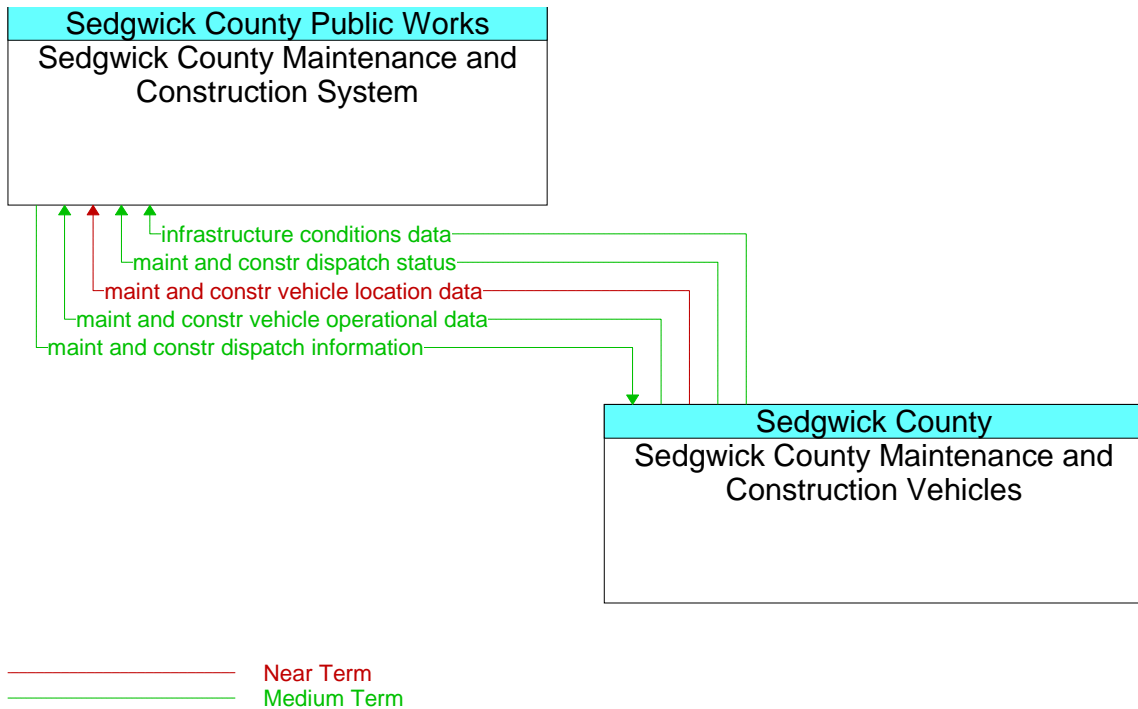 Sedgwick County Public Works
Sedgwick County Maintenance and
Construction System
infrastructure conditions data
maint and constr dispatch status
maint and constr vehicle location data
maint and constr vehicle operational data
maint and constr dispatch information
Sedgwick County
Sedgwick County Maintenance and
Construction Vehicles
Near Term
Medium Term